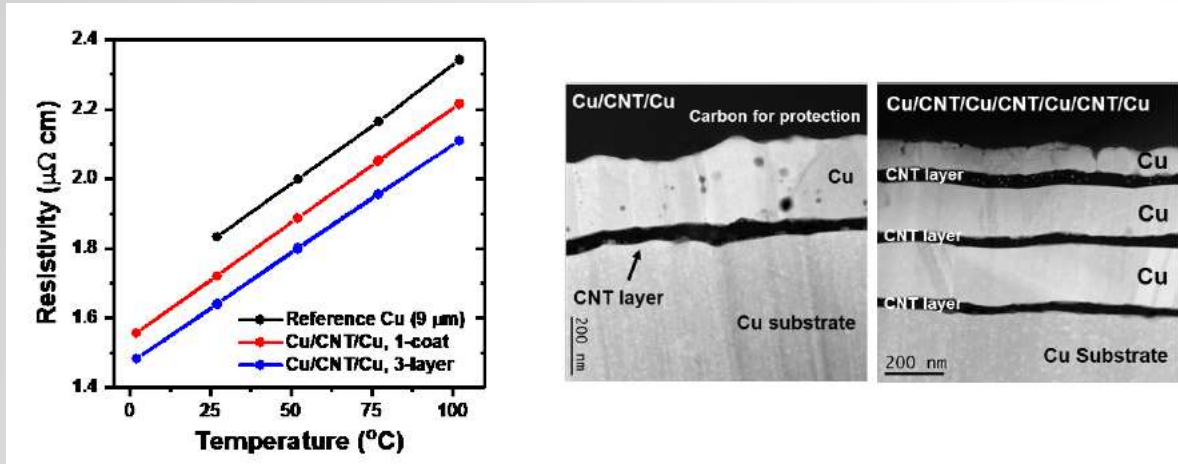 2.4
2.2
2.0
1.8
1.6
1.4
Resistivity (μΩ cm)
Reference Cu (9 μm)
Cu/CNT/Cu, 1-coat
Cu/CNT/Cu, 3-layer
0 25 50 75 100
Temperature (°C)
Cu/CNT/Cu
Carbon for protection
Cu
CNT layer
Cu substrate
200 nm
Cu/CNT/Cu/CNT/Cu/CNT/Cu
Cu
CNT layer
Cu
CNT layer
Cu
CNT layer
200 nm
Cu Substrate